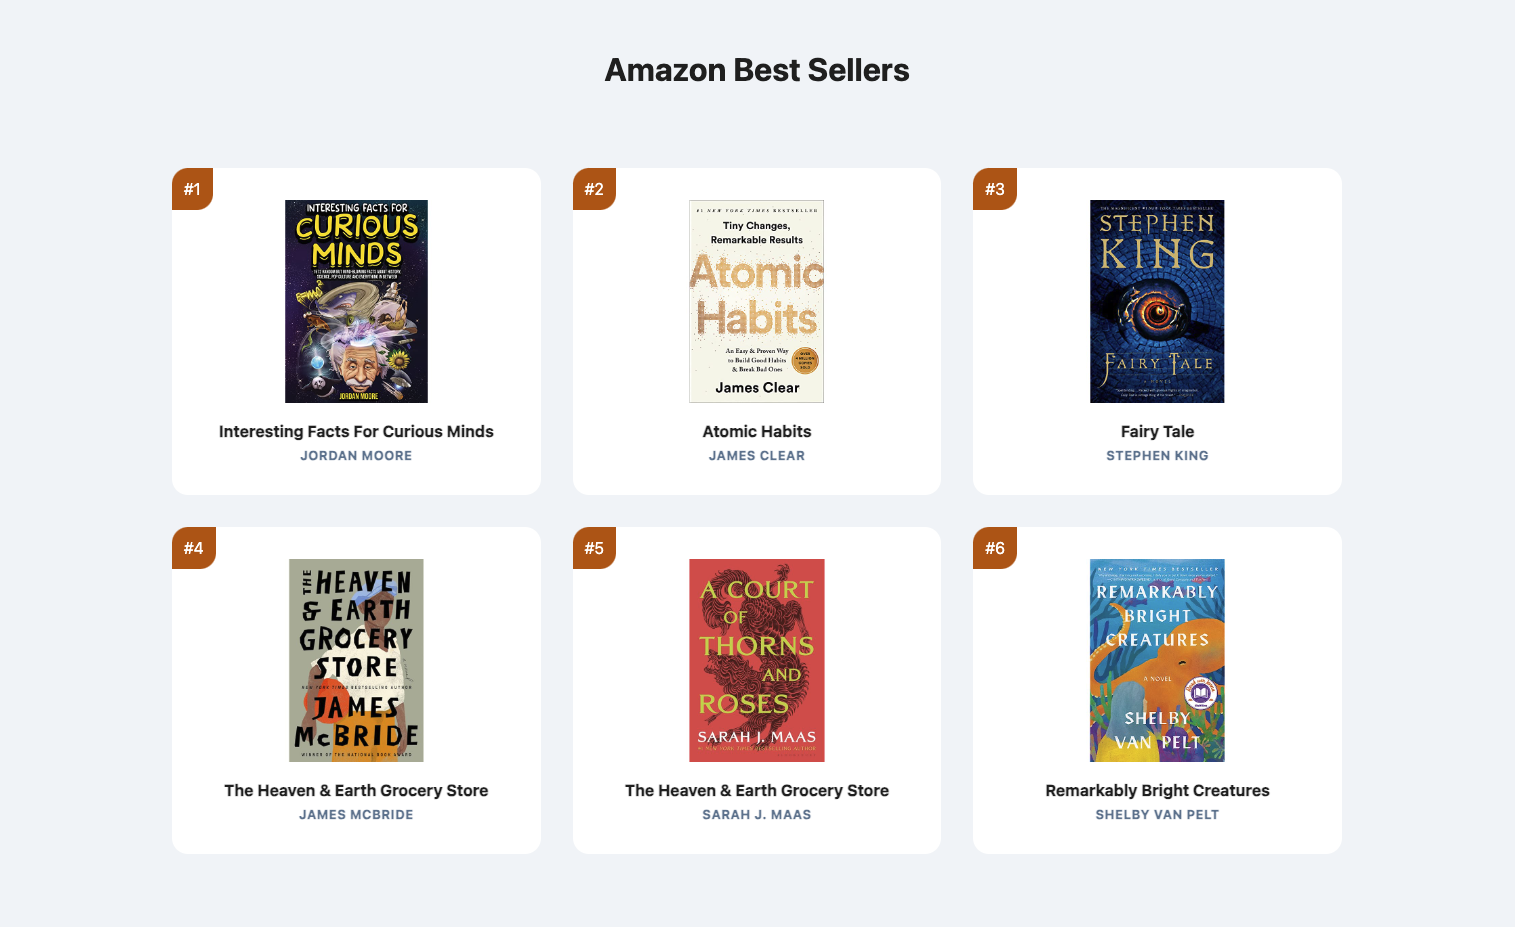 Amazon Best Sellers
#1
INTERESTING FACTS FOR
CURIOUS
MINDS
JORDAN MOORE
Interesting Facts For Curious Minds
JORDAN MOORE
#2
#1 NEW YORK TIMES BESTSELLER
Tiny Changes,
Remarkable Results
Atomic
Habits
An Easy & Proven Way
to Build Good Habits
& Break Bad Ones
James Clear
Atomic Habits
JAMES CLEAR
#3
STEPHEN
KING
FAIRY TALE
A NOVEL
Fairy Tale
STEPHEN KING
#4
THE HEAVEN
& EARTH
GROCERY
STORE
NEW YORK TIMES BESTSELLING AUTHOR
JAMES
McBRIDE
WINNER OF THE NATIONAL BOOK AWARD
The Heaven & Earth Grocery Store
JAMES MCBRIDE
#5
A COURT
OF
THORNS
AND
ROSES
SARAH J. MAAS
#1 NEW YORK TIMES BESTSELLING AUTHOR
The Heaven & Earth Grocery Store
SARAH J. MAAS
#6
NEW YORK TIMES BESTSELLER
REMARKABLY
BRIGHT
CREATURES
A NOVEL
SHELBY
VAN PELT
Remarkably Bright Creatures
SHELBY VAN PELT